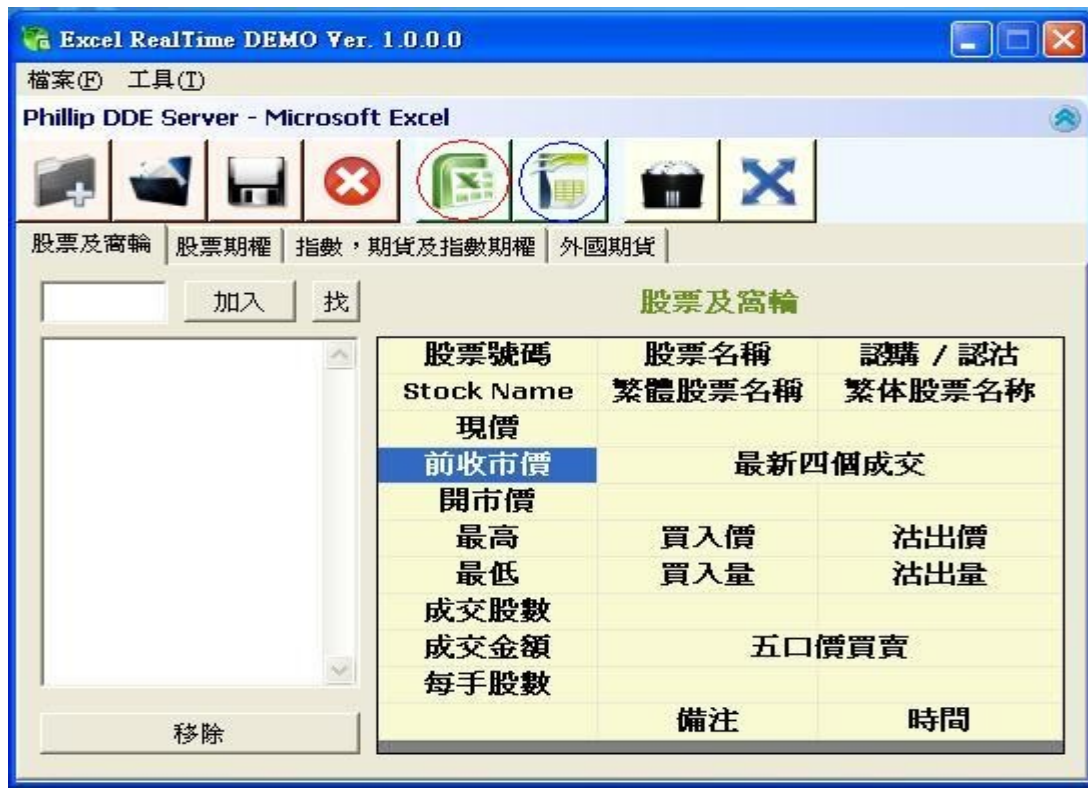 Excel RealTime DEMO Ver. 1.0.0.0
檔案(F) 工具(T)
Phillip DDE Server - Microsoft Excel
股票及窩輪 股票期權 指數，期貨及指數期權 外國期貨
加入 找
股票及窩輪
股票號碼 股票名稱 認購 / 認沽
Stock Name 繁體股票名稱 繁体股票名称
現價
前收市價 最新四個成交
開市價
最高 買入價 沽出價
最低 買入量 沽出量
成交股數
成交金額 五口價買賣
每手股數
備注 時間
移除